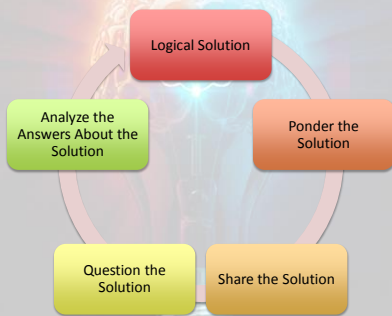 Logical Solution
Ponder the
Solution
Share the Solution
Question the
Solution
Analyze the
Answers About the
Solution